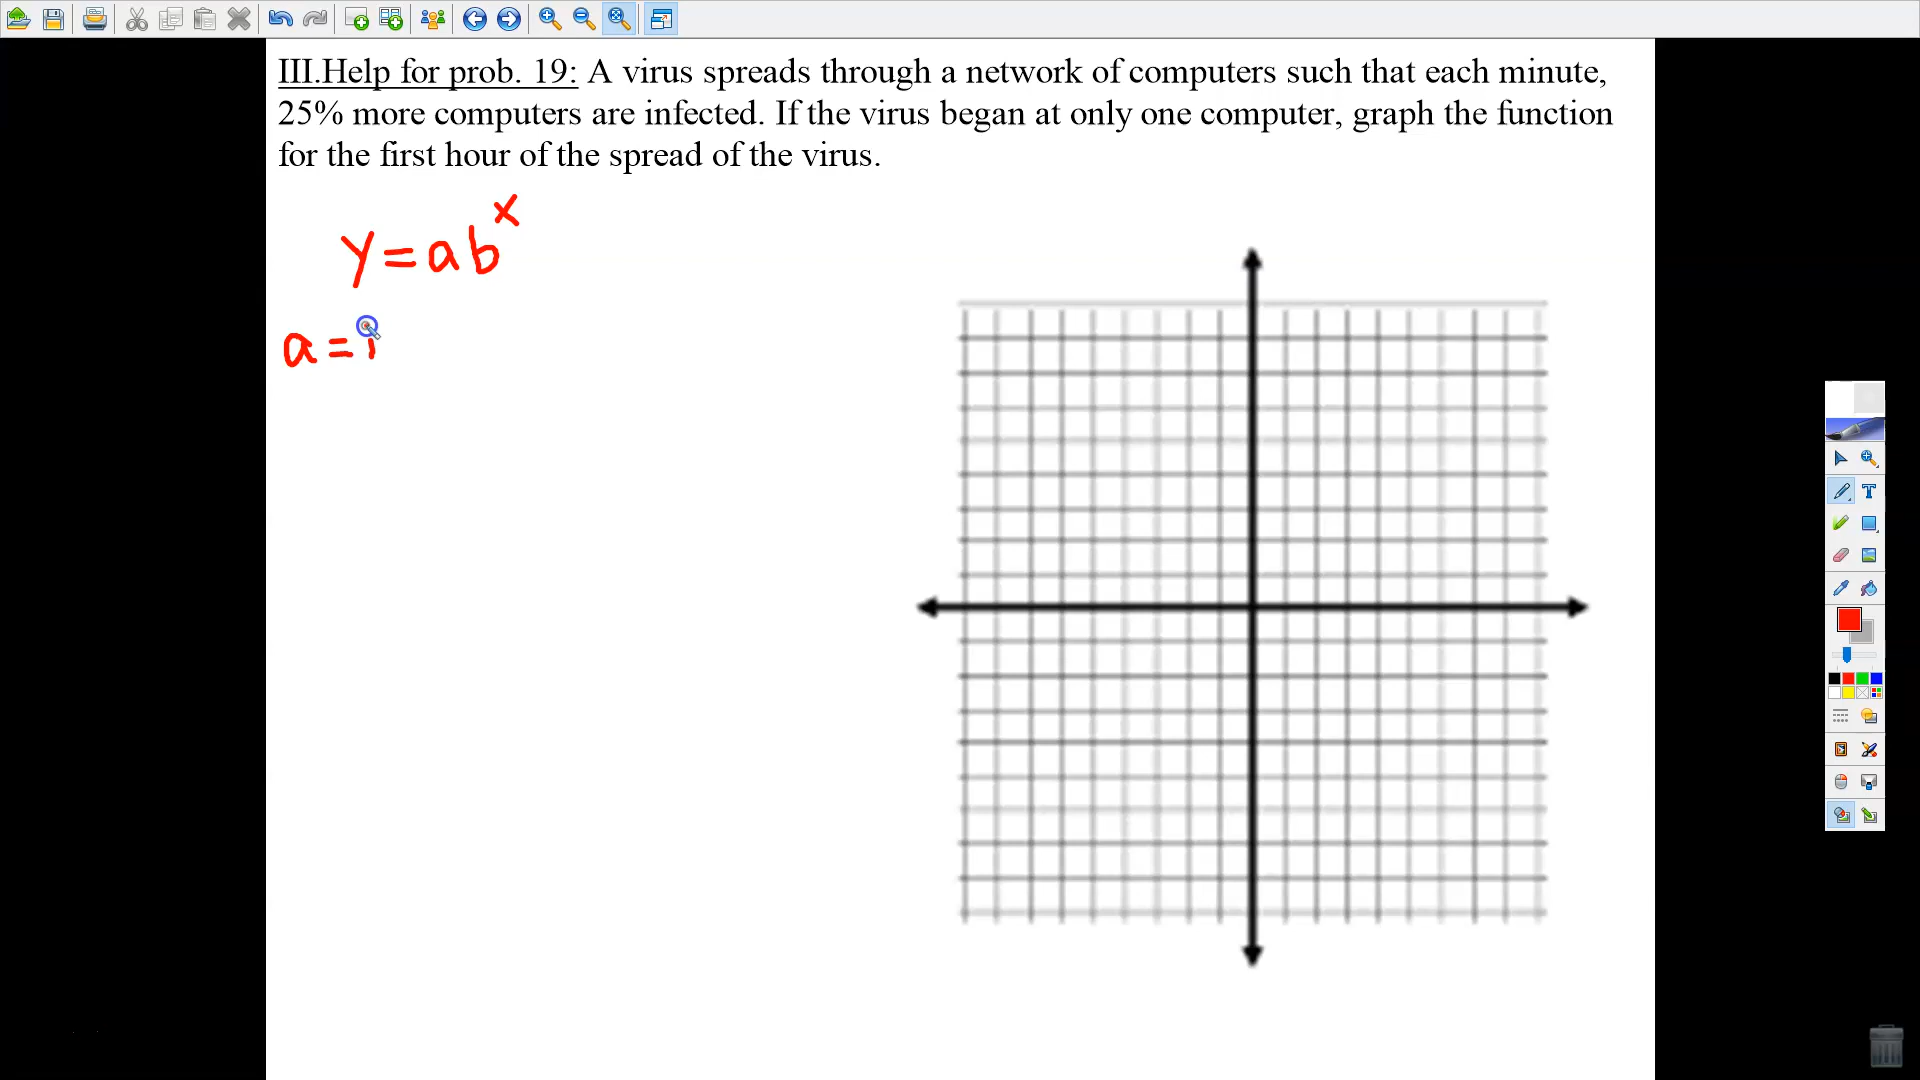 III.Help for prob. 19: A virus spreads through a network of computers such that each minute,
25% more computers are infected. If the virus began at only one computer, graph the function
for the first hour of the spread of the virus.
y=ab^x
a=i